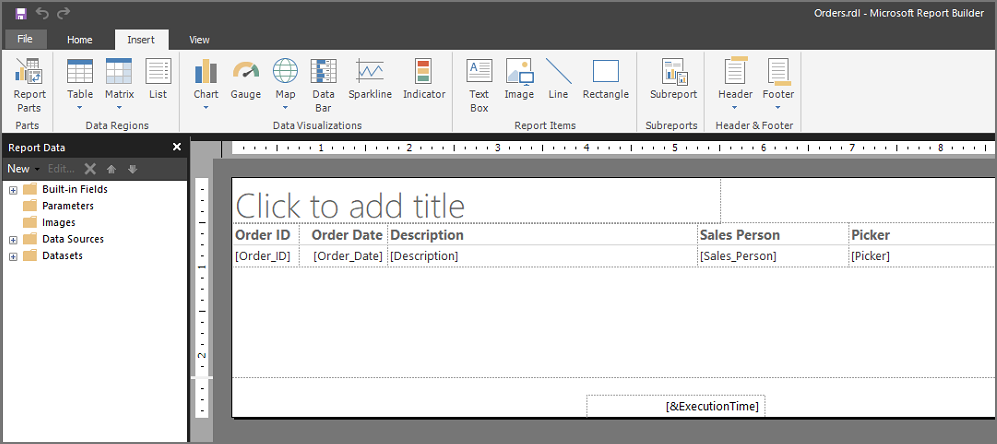 Orders.rdl - Microsoft Report Builder
File Home Insert View
Report Parts Table Matrix List Chart Gauge Map Data Bar Sparkline Indicator Text Box Image Line Rectangle Subreport Header Footer
Parts Data Regions Data Visualizations Report Items Subreports Header & Footer
Report Data
New Edit...
Built-in Fields
Parameters
Images
Data Sources
Datasets
1 2 3 4 5 6 7 8
1
2
Click to add title
Order ID Order Date Description Sales Person Picker
[Order_ID] [Order_Date] [Description] [Sales_Person] [Picker]
[&ExecutionTime]